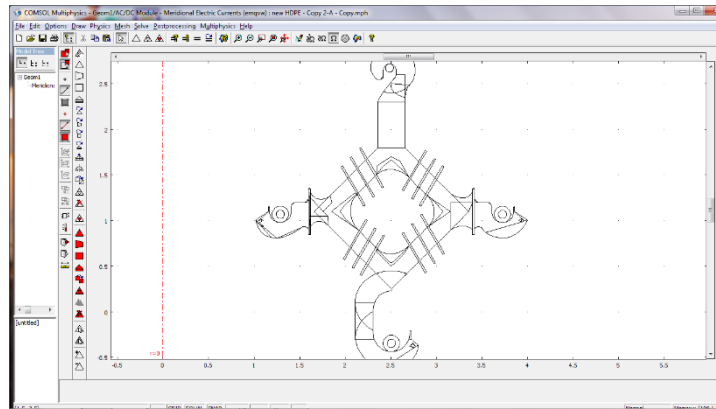 COMSOL Multiphysics - Geom1/AC/DC Module - Meridional Electric Currents (emqvw) : new HDPE - Copy 2-A - Copy.mph
File Edit Options Draw Physics Mesh Solve Postprocessing Multiphysics Help
Model Tree
Geom1
Meridiona
2.5
2
1.5
1
0.5
0
-0.5
r=0
-0.5 0 0.5 1 1.5 2 2.5 3 3.5 4 4.5 5 5.5
[untitled]